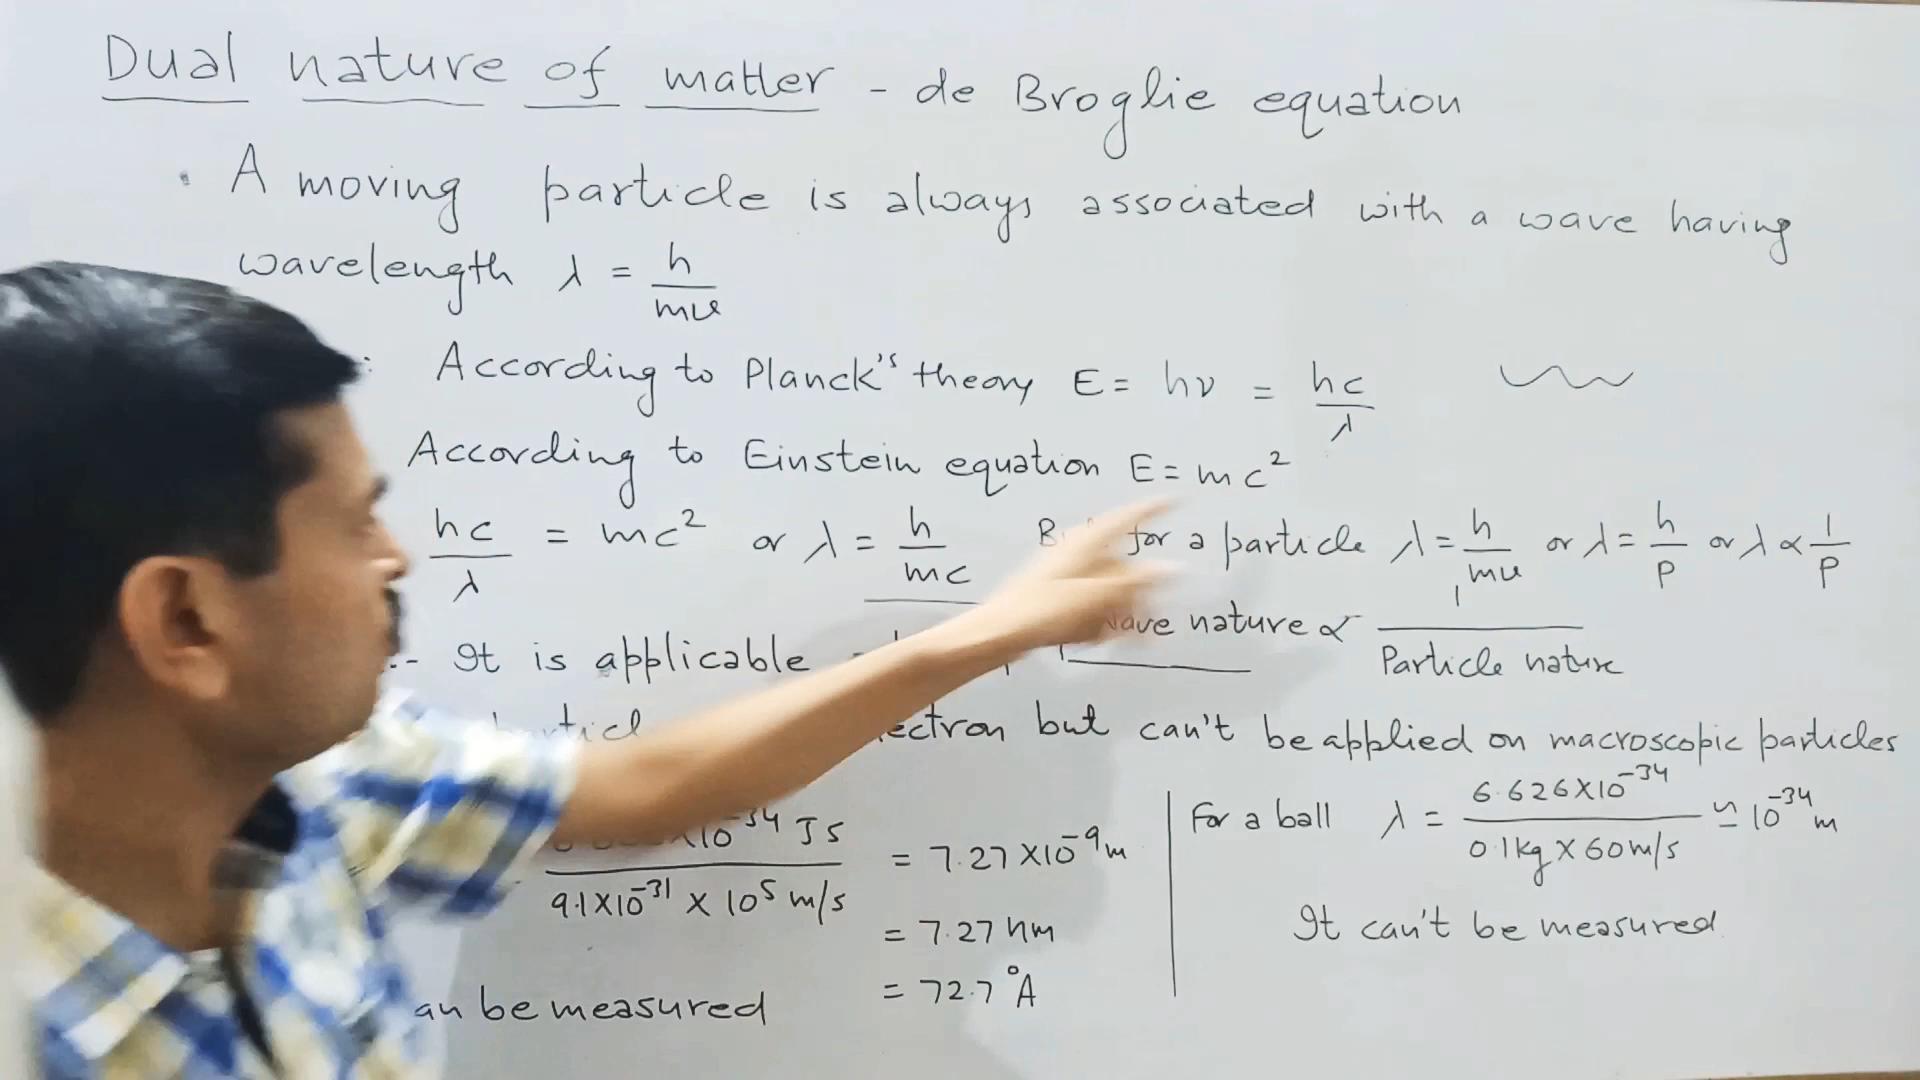 Dual nature of matter - de Broglie equation
· A moving particle is always associated with a wave having
wavelength λ = h/mv
: According to Planck's theory E = hν = hc/λ
According to Einstein equation E = mc²
hc/λ = mc² or λ = h/mc for a particle λ = h/mv or λ = h/p or λ ∝ 1/p
nature ∝ 1/Particle nature
:- It is applicable
but can't be applied on macroscopic particles
×10⁻³⁴ JS / 9.1×10⁻³¹ × 10⁵ m/s = 7.27×10⁻⁹m
= 7.27 nm
= 72.7 Å
be measured
For a ball λ = 6.626×10⁻³⁴ / 0.1kg × 60m/s ≃ 10⁻³⁴ m
It can't be measured.